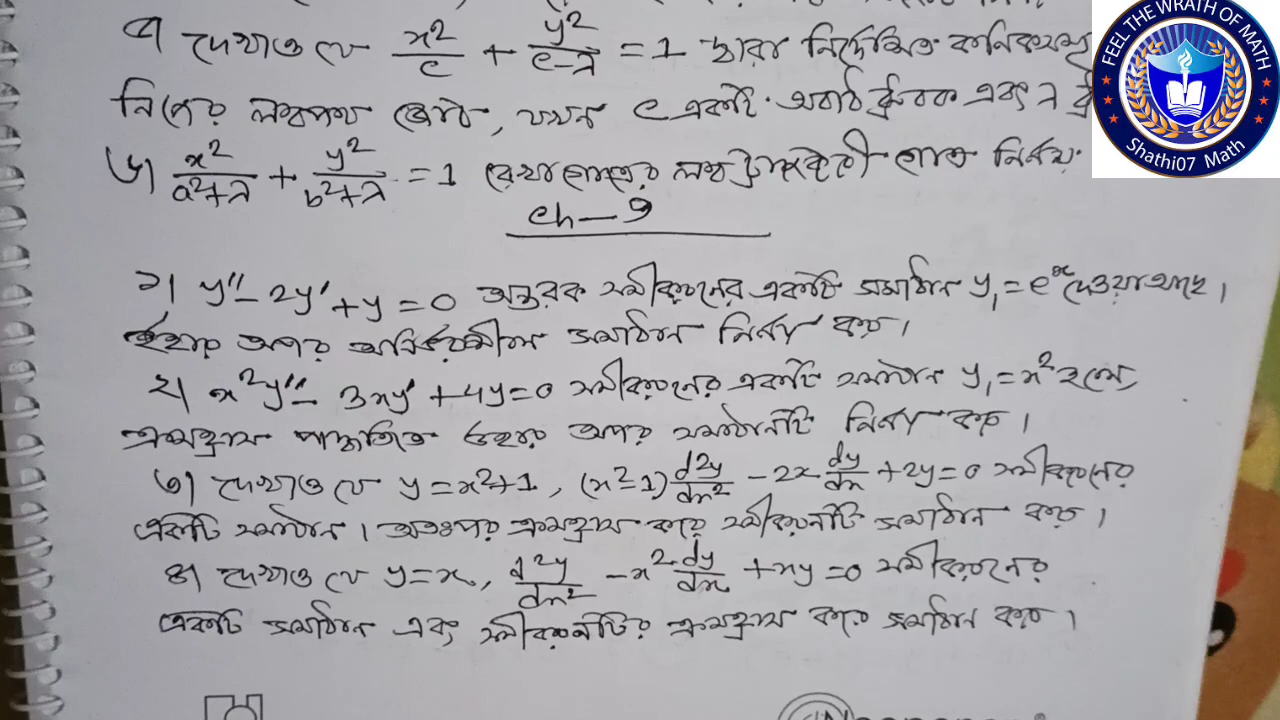 ৫। দেখাও যে x²/c + y²/(c-λ) = 1 দ্বারা নির্দেশিত কনিকসমূ
লম্বপথ, যখন c একটি অবাধ ধ্রুবক এবং λ
৬। x²/(a²+λ) + y²/(b²+λ) = 1 রেখাগোত্রের লম্ব ট্রাজেক্টরী গোত্র নির্ণয়
ch-9
১। y″ - 2y′ + y = 0 অন্তরক সমীকরণের একটি সমাধান y₁ = eˣ দেওয়া আছে।
ইহার অপর অনির্ভরশীল সমাধান নির্ণয় কর।
২। x²y″ - 3xy′ + 4y = 0 সমীকরণের একটি সমাধান y₁ = x² হলে,
ক্রমহ্রাস পদ্ধতিতে উহার অপর সমাধানটি নির্ণয় কর।
৩। দেখাও যে y = x²+1, (x²-1) d²y/dx² - 2x dy/dx + 2y = 0 সমীকরণের
একটি সমাধান। অতঃপর ক্রমহ্রাস করে সমীকরণটি সমাধান কর।
৪। দেখাও যে y = x, d²y/dx² - x² dy/dx + xy = 0 সমীকরণের
একটি সমাধান এবং সমীকরণটির ক্রমহ্রাস করে সমাধান কর।
FEEL THE WRATH OF MATH
Shathi07 Math